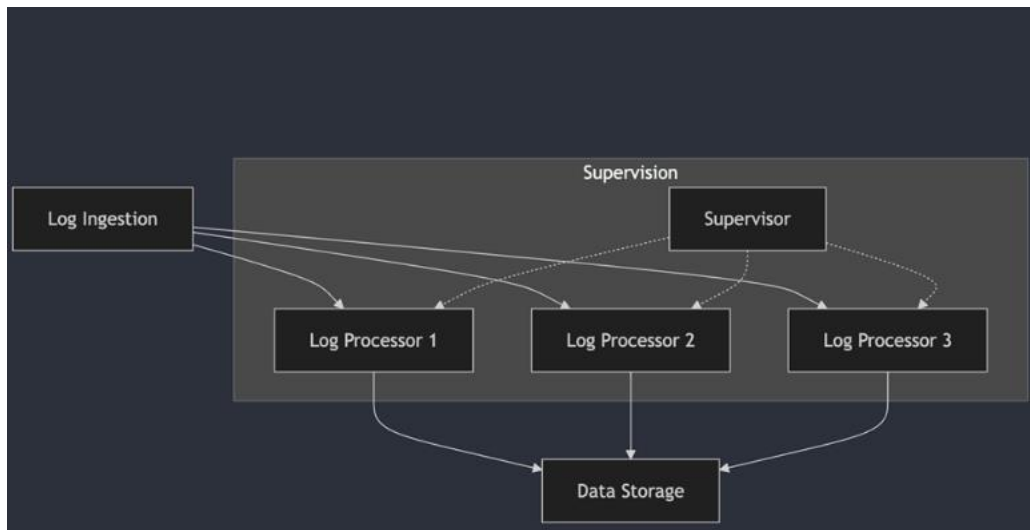 Supervision
Log Ingestion
Supervisor
Log Processor 1
Log Processor 2
Log Processor 3
Data Storage